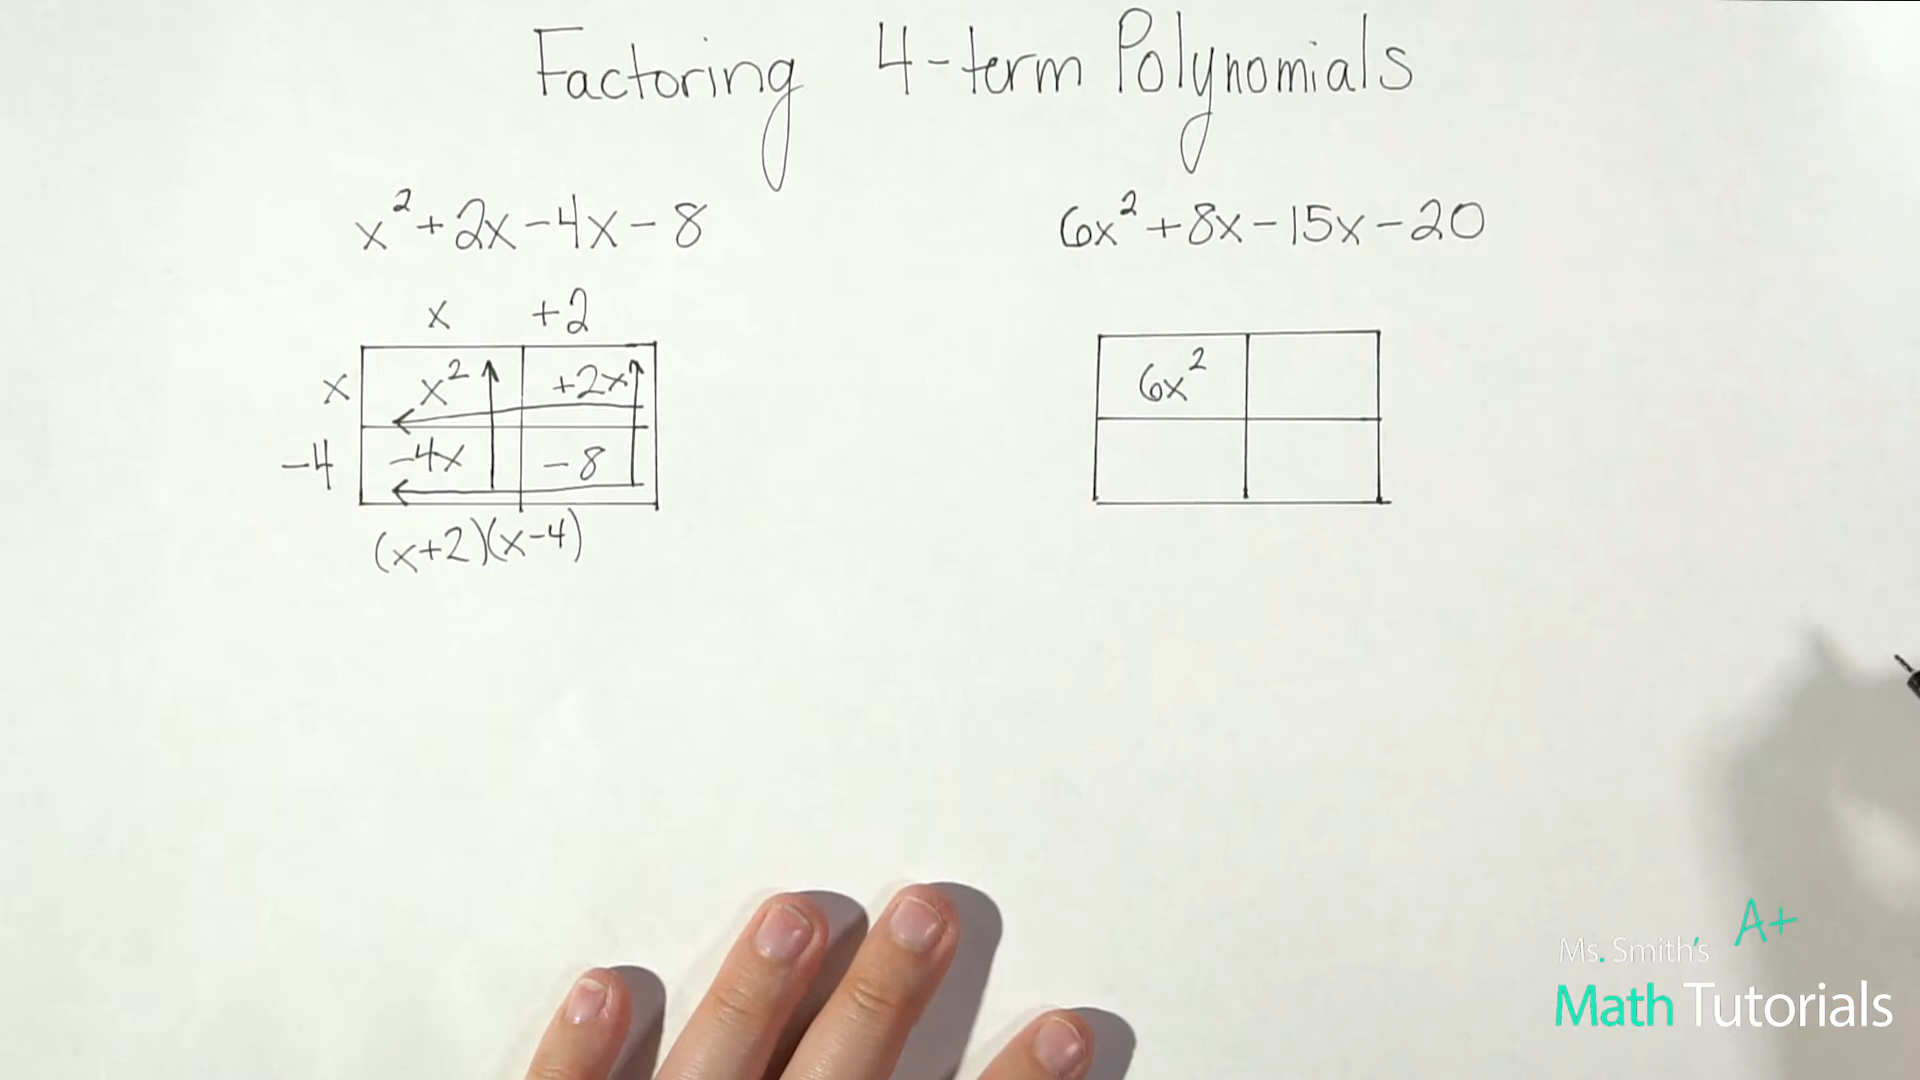 Factoring 4-term Polynomials
x² + 2x - 4x - 8
x +2
x x² +2x
-4 -4x -8
(x+2)(x-4)
6x² + 8x - 15x - 20
6x²
A+
Ms. Smith's
Math Tutorials